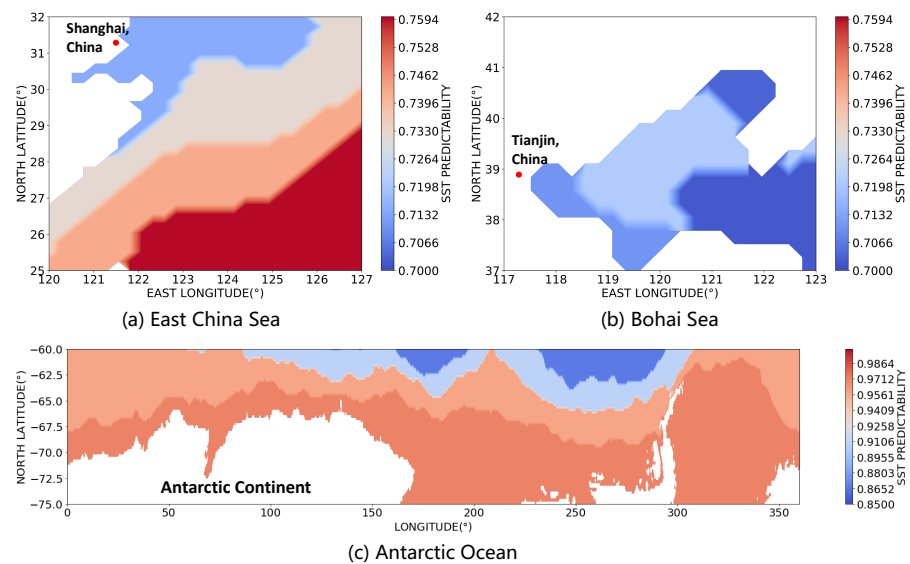 32
31
30
29
28
27
26
25
NORTH LATITUDE(°)
Shanghai,
China
120 121 122 123 124 125 126 127
EAST LONGITUDE(°)
0.7594
0.7528
0.7462
0.7396
0.7330
0.7264
0.7198
0.7132
0.7066
0.7000
SST PREDICTABILITY
(a) East China Sea
42
41
40
39
38
37
NORTH LATITUDE(°)
Tianjin,
China
117 118 119 120 121 122 123
EAST LONGITUDE(°)
0.7594
0.7528
0.7462
0.7396
0.7330
0.7264
0.7198
0.7132
0.7066
0.7000
SST PREDICTABILITY
(b) Bohai Sea
−60.0
−62.5
−65.0
−67.5
−70.0
−72.5
−75.0
NORTH LATITUDE(°)
Antarctic Continent
0 50 100 150 200 250 300 350
LONGITUDE(°)
0.9864
0.9712
0.9561
0.9409
0.9258
0.9106
0.8955
0.8803
0.8652
0.8500
SST PREDICTABILITY
(c) Antarctic Ocean